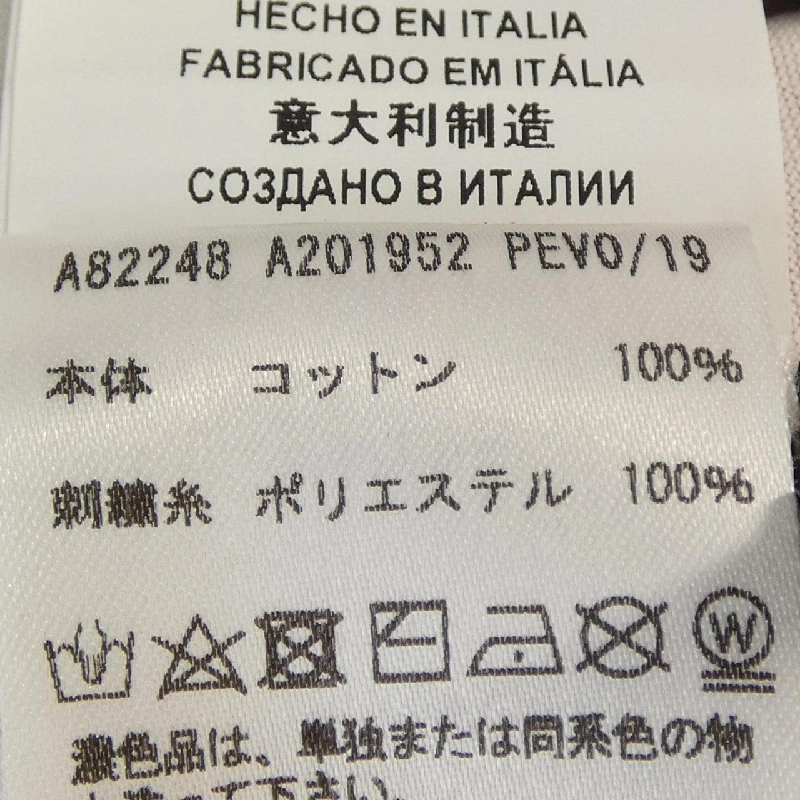 HECHO EN ITALIA
FABRICADO EM ITÁLIA
意大利制造
СОЗДАНО В ИТАЛИИ
A82248 A201952 PEV0/19
本体 コットン 100%
刺繍糸 ポリエステル 100%
W
濃色品は、単独または同系色の物